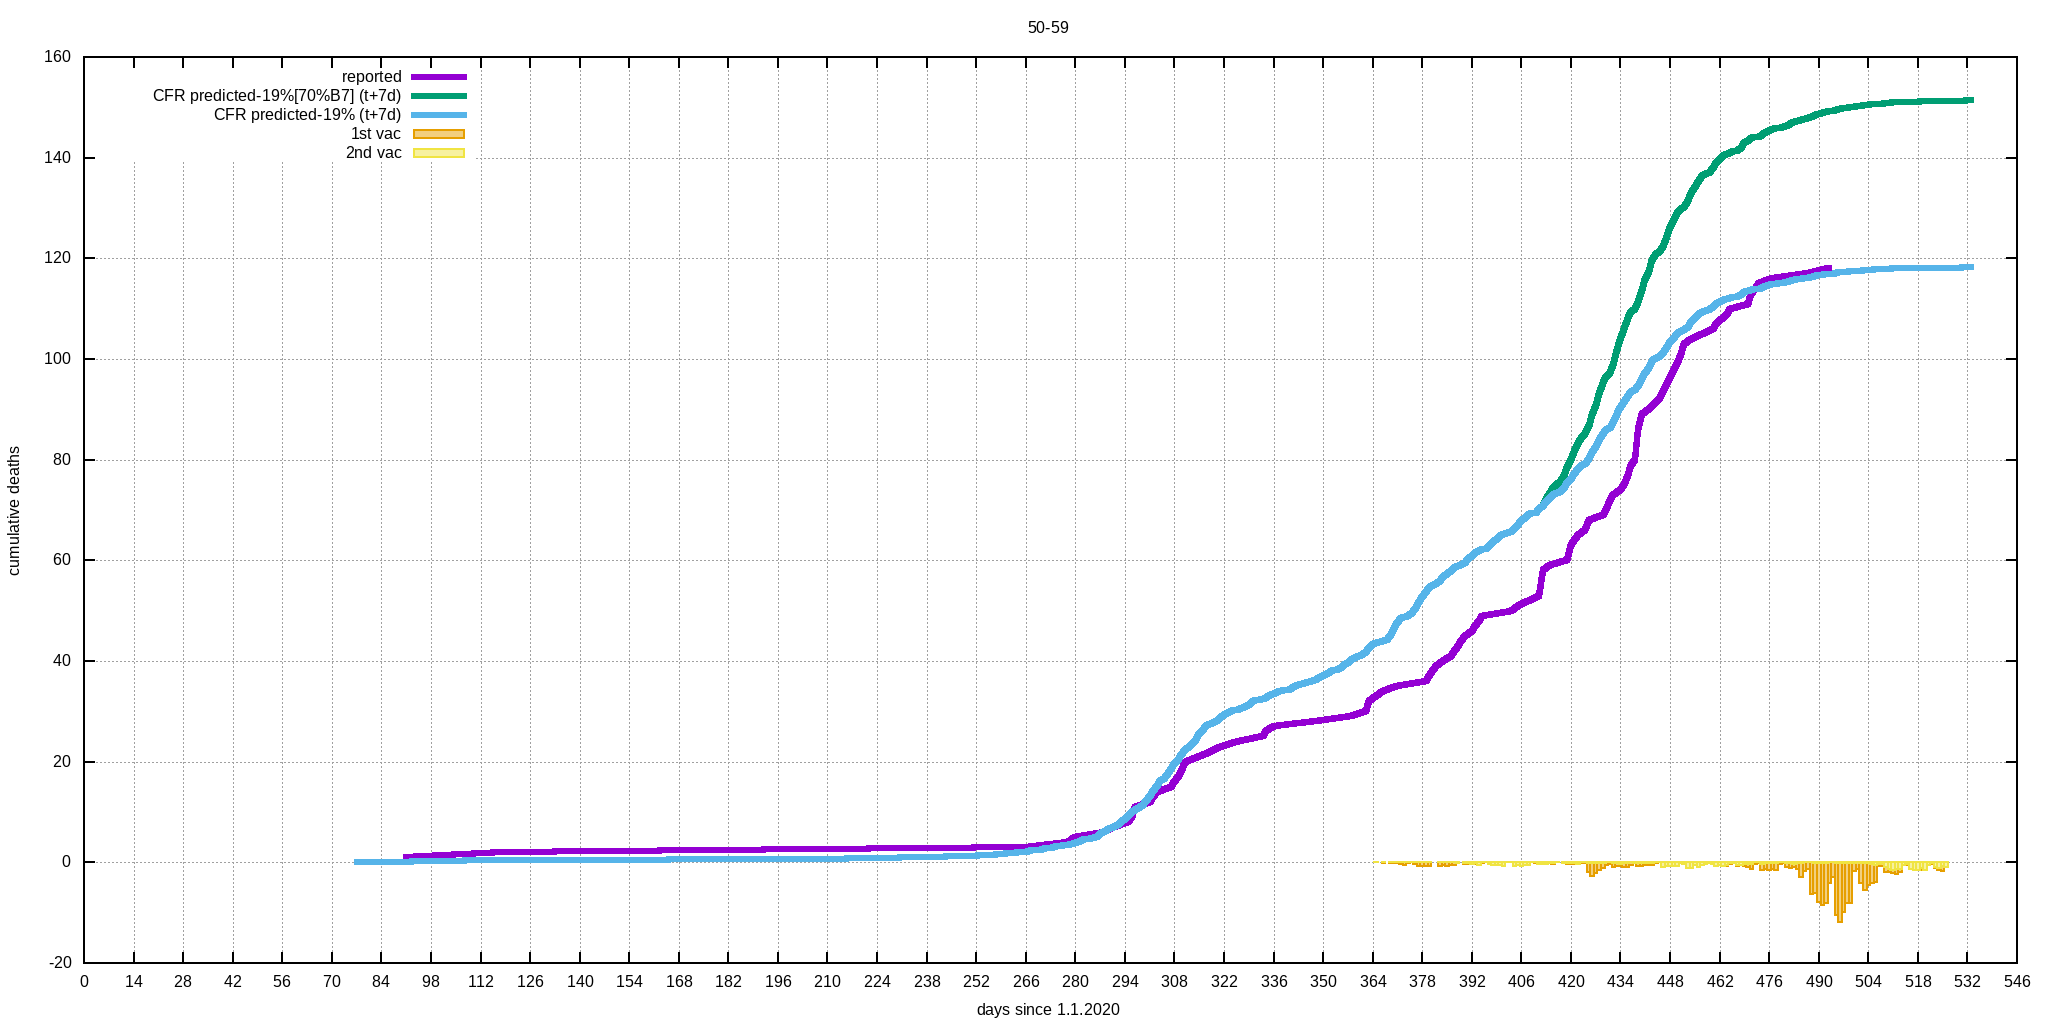 50-59
160
140
120
100
80
60
40
20
0
-20
cumulative deaths
reported
CFR predicted-19%[70%B7] (t+7d)
CFR predicted-19% (t+7d)
1st vac
2nd vac
0 14 28 42 56 70 84 98 112 126 140 154 168 182 196 210 224 238 252 266 280 294 308 322 336 350 364 378 392 406 420 434 448 462 476 490 504 518 532 546
days since 1.1.2020